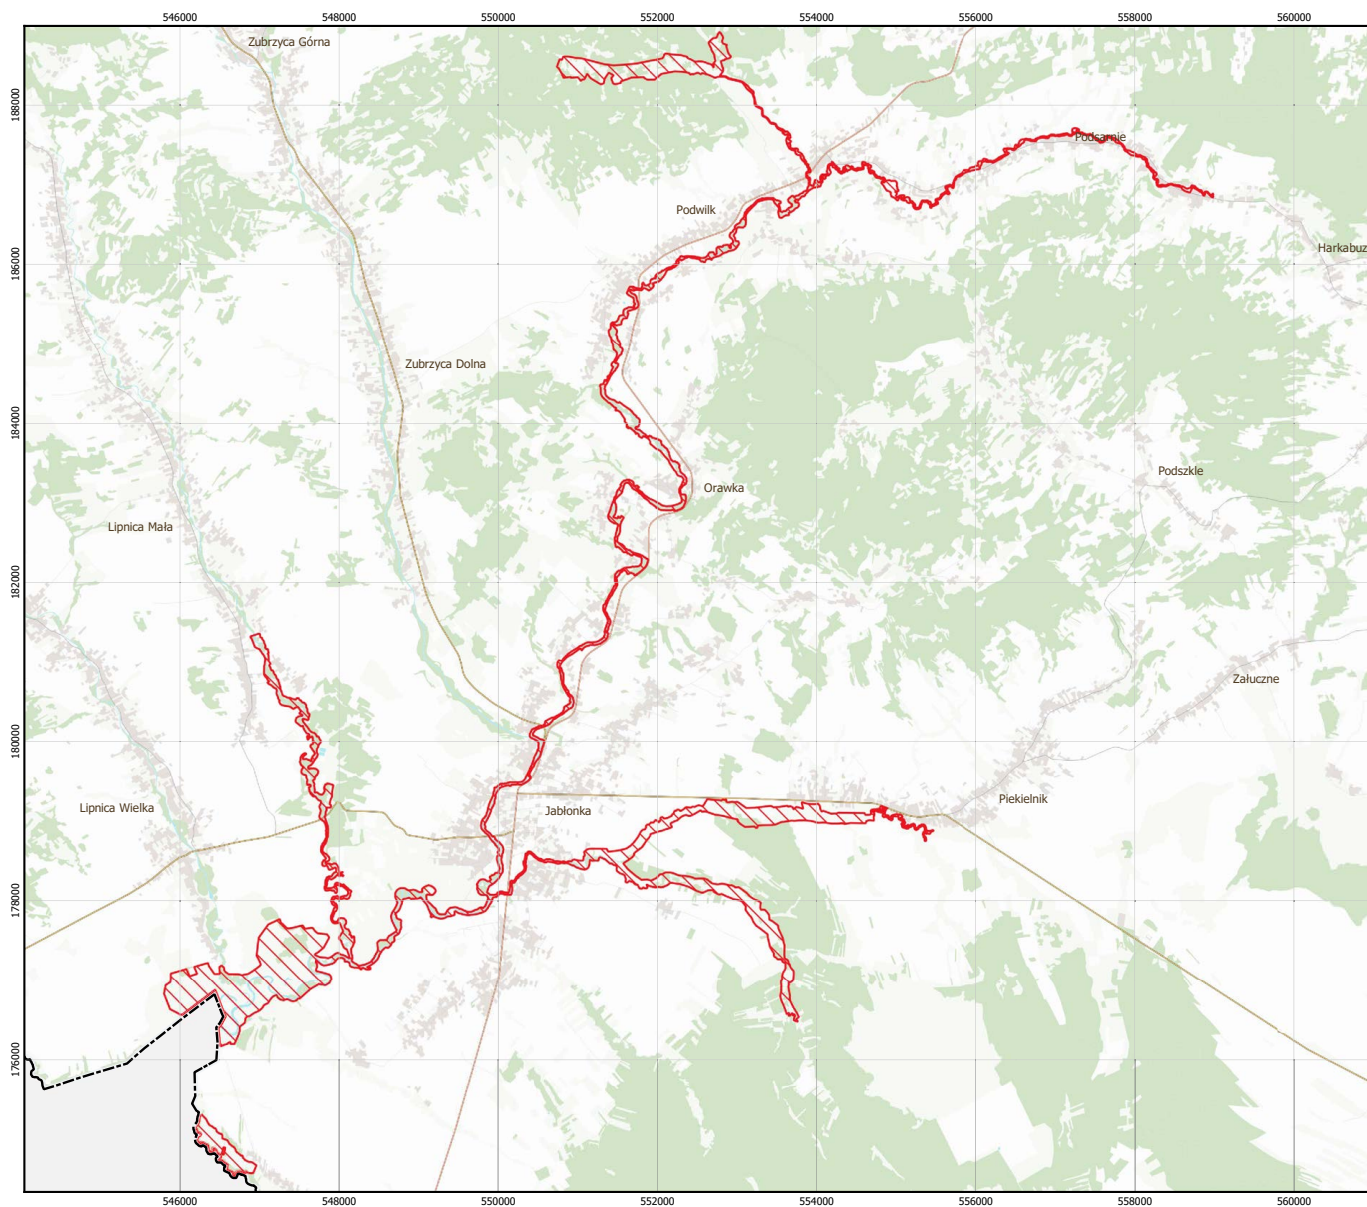 546000 548000 550000 552000 554000 556000 558000 560000
Zubrzyca Górna
188000
Podsarnie
Podwilk
Harkabuz
186000
Zubrzyca Dolna
184000
Podszkle
Orawka
Lipnica Mała
182000
Załuczne
180000
Piekielnik
Lipnica Wielka
Jabłonka
178000
176000
546000 548000 550000 552000 554000 556000 558000 560000